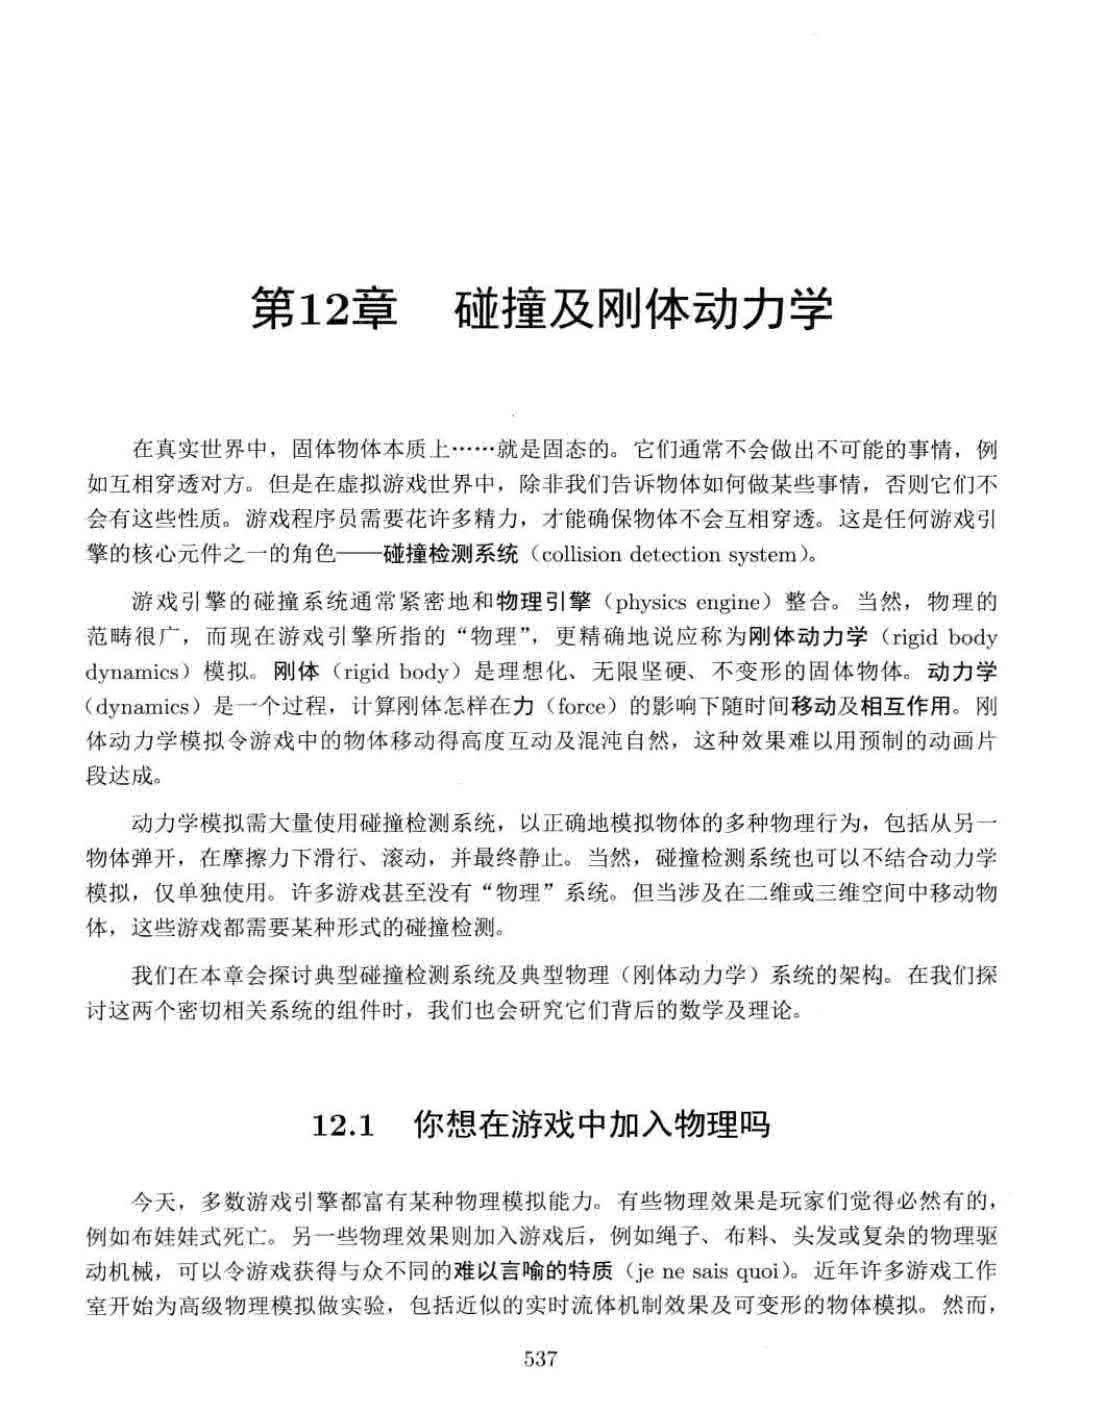 第12章 碰撞及刚体动力学
在真实世界中，固体物体本质上……就是固态的。它们通常不会做出不可能的事情，例
如互相穿透对方。但是在虚拟游戏世界中，除非我们告诉物体如何做某些事情，否则它们不
会有这些性质。游戏程序员需要花许多精力，才能确保物体不会互相穿透。这是任何游戏引
擎的核心元件之一的角色——碰撞检测系统（collision detection system）。
游戏引擎的碰撞系统通常紧密地和物理引擎（physics engine）整合。当然，物理的
范畴很广，而现在游戏引擎所指的“物理”，更精确地说应称为刚体动力学（rigid body
dynamics）模拟。刚体（rigid body）是理想化、无限坚硬、不变形的固体物体。动力学
（dynamics）是一个过程，计算刚体怎样在力（force）的影响下随时间移动及相互作用。刚
体动力学模拟令游戏中的物体移动得高度互动及混沌自然，这种效果难以用预制的动画片
段达成。
动力学模拟需大量使用碰撞检测系统，以正确地模拟物体的多种物理行为，包括从另一
物体弹开，在摩擦力下滑行、滚动，并最终静止。当然，碰撞检测系统也可以不结合动力学
模拟，仅单独使用。许多游戏甚至没有“物理”系统。但当涉及在二维或三维空间中移动物
体，这些游戏都需要某种形式的碰撞检测。
我们在本章会探讨典型碰撞检测系统及典型物理（刚体动力学）系统的架构。在我们探
讨这两个密切相关系统的组件时，我们也会研究它们背后的数学及理论。
12.1 你想在游戏中加入物理吗
今天，多数游戏引擎都富有某种物理模拟能力。有些物理效果是玩家们觉得必然有的，
例如布娃娃式死亡。另一些物理效果则加入游戏后，例如绳子、布料、头发或复杂的物理驱
动机械，可以令游戏获得与众不同的难以言喻的特质（je ne sais quoi）。近年许多游戏工作
室开始为高级物理模拟做实验，包括近似的实时流体机制效果及可变形的物体模拟。然而，
537